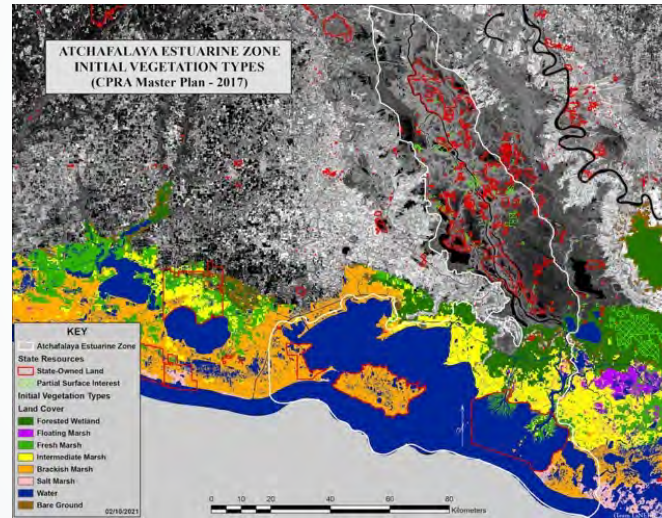 ATCHAFALAYA ESTUARINE ZONE
INITIAL VEGETATION TYPES
(CPRA Master Plan - 2017)
KEY
Atchafalaya Estuarine Zone
State Resources
State-Owned Land
Partial Surface Interest
Initial Vegetation Types
Land Cover
Forested Wetland
Floating Marsh
Fresh Marsh
Intermediate Marsh
Brackish Marsh
Salt Marsh
Water
Bare Ground
02/10/2021
0 20 40 60 80
Kilometers